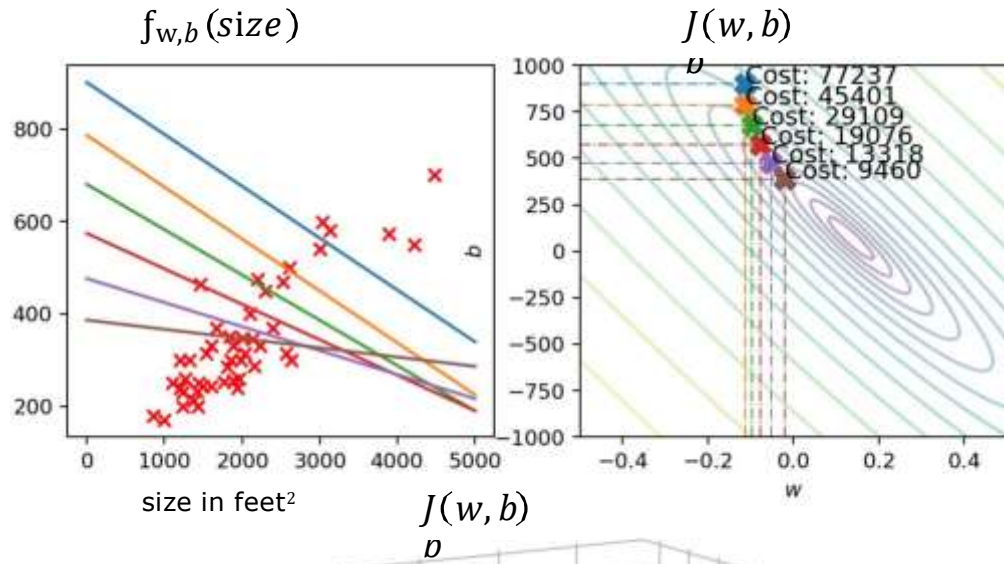 f_{w,b}(size)
J(w, b)
b
800
600
400
200
0 1000 2000 3000 4000 5000
size in feet²
b
1000
750
500
250
0
−250
−500
−750
−1000
Cost: 77237
Cost: 45401
Cost: 29109
Cost: 19076
Cost: 13318
Cost: 9460
−0.4 −0.2 0.0 0.2 0.4
w
J(w, b)